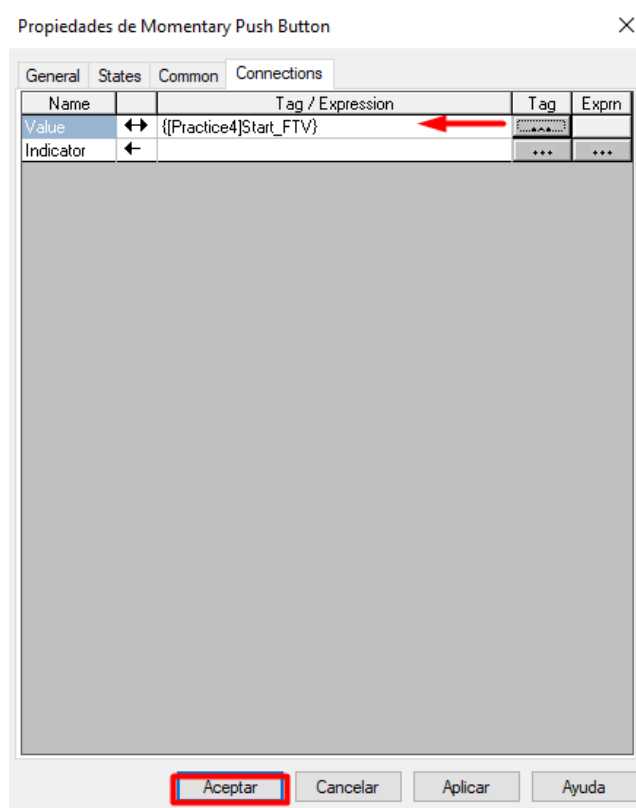 Propiedades de Momentary Push Button
General States Common Connections
Name Tag / Expression Tag Exprn
Value {[Practice4]Start_FTV} ...
Indicator ... ...
Aceptar Cancelar Aplicar Ayuda